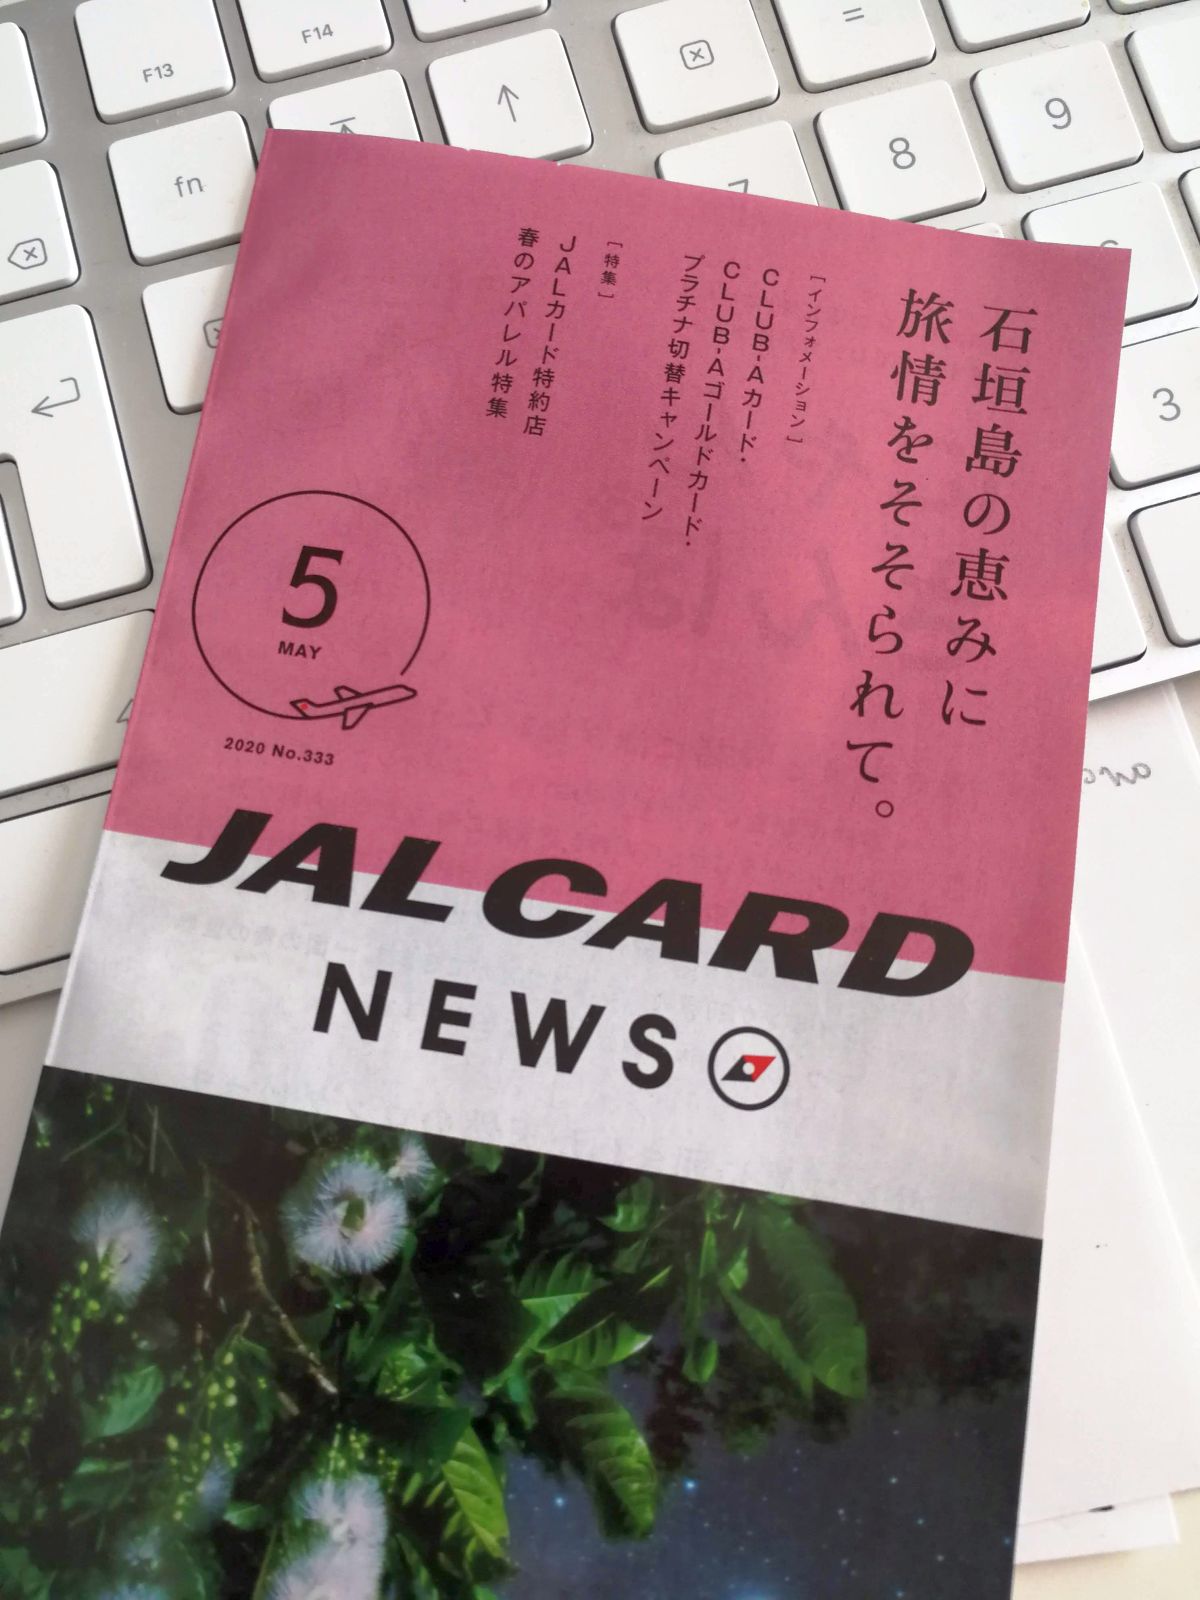 石垣島の恵みに
旅情をそそられて。
[インフォメーション]
CLUB-Aカード・
CLUB-Aゴールドカード・
プラチナ切替キャンペーン
[特集]
JALカード特約店
春のアパレル特集
5
MAY
2020 No.333
JALCARD
NEWS
F13
F14
=
fn
8
9
3